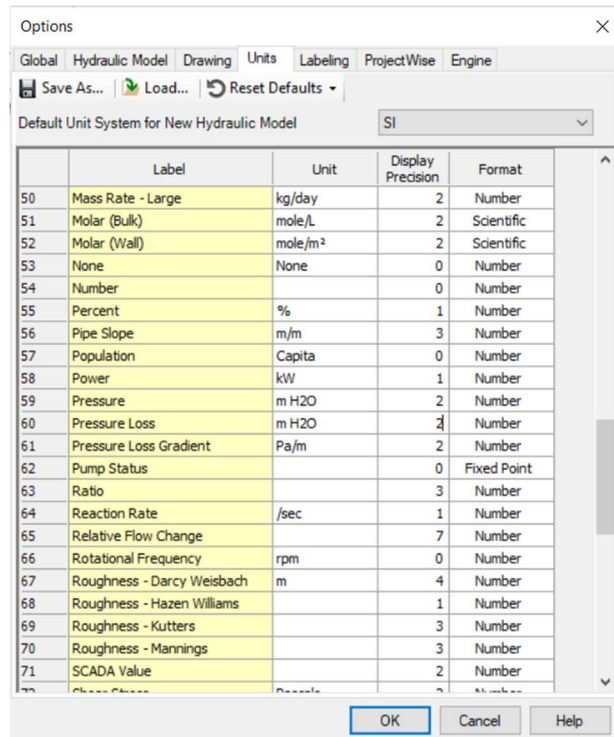 Options
Global Hydraulic Model Drawing Units Labeling ProjectWise Engine
Save As... Load... Reset Defaults
Default Unit System for New Hydraulic Model SI
Label Unit Display Precision Format
50 Mass Rate - Large kg/day 2 Number
51 Molar (Bulk) mole/L 2 Scientific
52 Molar (Wall) mole/m² 2 Scientific
53 None None 0 Number
54 Number 0 Number
55 Percent % 1 Number
56 Pipe Slope m/m 3 Number
57 Population Capita 0 Number
58 Power kW 1 Number
59 Pressure m H2O 2 Number
60 Pressure Loss m H2O 2 Number
61 Pressure Loss Gradient Pa/m 2 Number
62 Pump Status 0 Fixed Point
63 Ratio 3 Number
64 Reaction Rate /sec 1 Number
65 Relative Flow Change 7 Number
66 Rotational Frequency rpm 0 Number
67 Roughness - Darcy Weisbach m 4 Number
68 Roughness - Hazen Williams 1 Number
69 Roughness - Kutters 3 Number
70 Roughness - Mannings 3 Number
71 SCADA Value 2 Number
OK Cancel Help